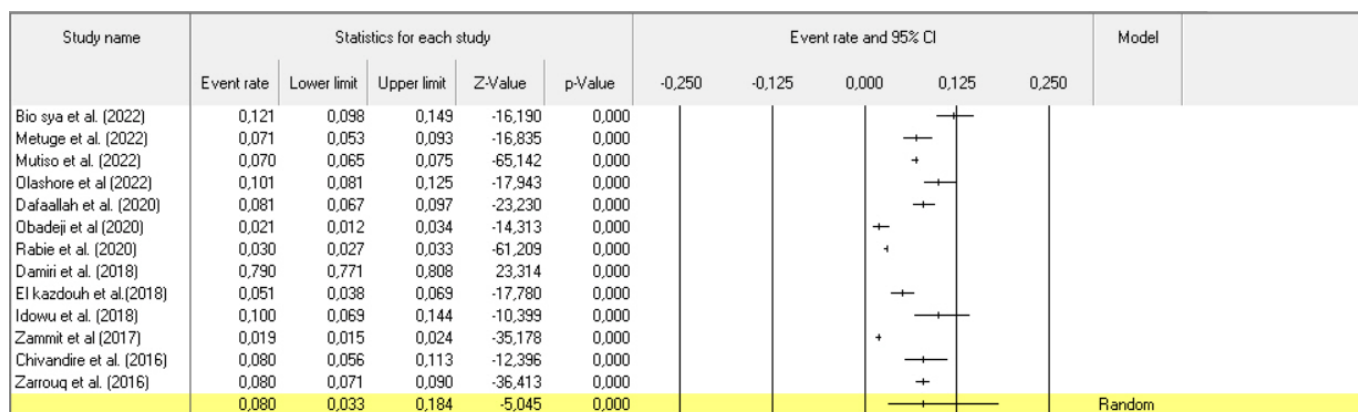 Study name Statistics for each study Event rate and 95% CI Model
Event rate Lower limit Upper limit Z-Value p-Value -0,250 -0,125 0,000 0,125 0,250
Bio sya et al. (2022) 0,121 0,098 0,149 -16,190 0,000
Metuge et al. (2022) 0,071 0,053 0,093 -16,835 0,000
Mutiso et al. (2022) 0,070 0,065 0,075 -65,142 0,000
Olashore et al (2022) 0,101 0,081 0,125 -17,943 0,000
Dafaallah et al. (2020) 0,081 0,067 0,097 -23,230 0,000
Obadeji et al (2020) 0,021 0,012 0,034 -14,313 0,000
Rabie et al. (2020) 0,030 0,027 0,033 -61,209 0,000
Damiri et al. (2018) 0,790 0,771 0,808 23,314 0,000
El kazdouh et al.(2018) 0,051 0,038 0,069 -17,780 0,000
Idowu et al. (2018) 0,100 0,069 0,144 -10,399 0,000
Zammit et al (2017) 0,019 0,015 0,024 -35,178 0,000
Chivandire et al. (2016) 0,080 0,056 0,113 -12,396 0,000
Zarrouq et al. (2016) 0,080 0,071 0,090 -36,413 0,000
0,080 0,033 0,184 -5,045 0,000 Random